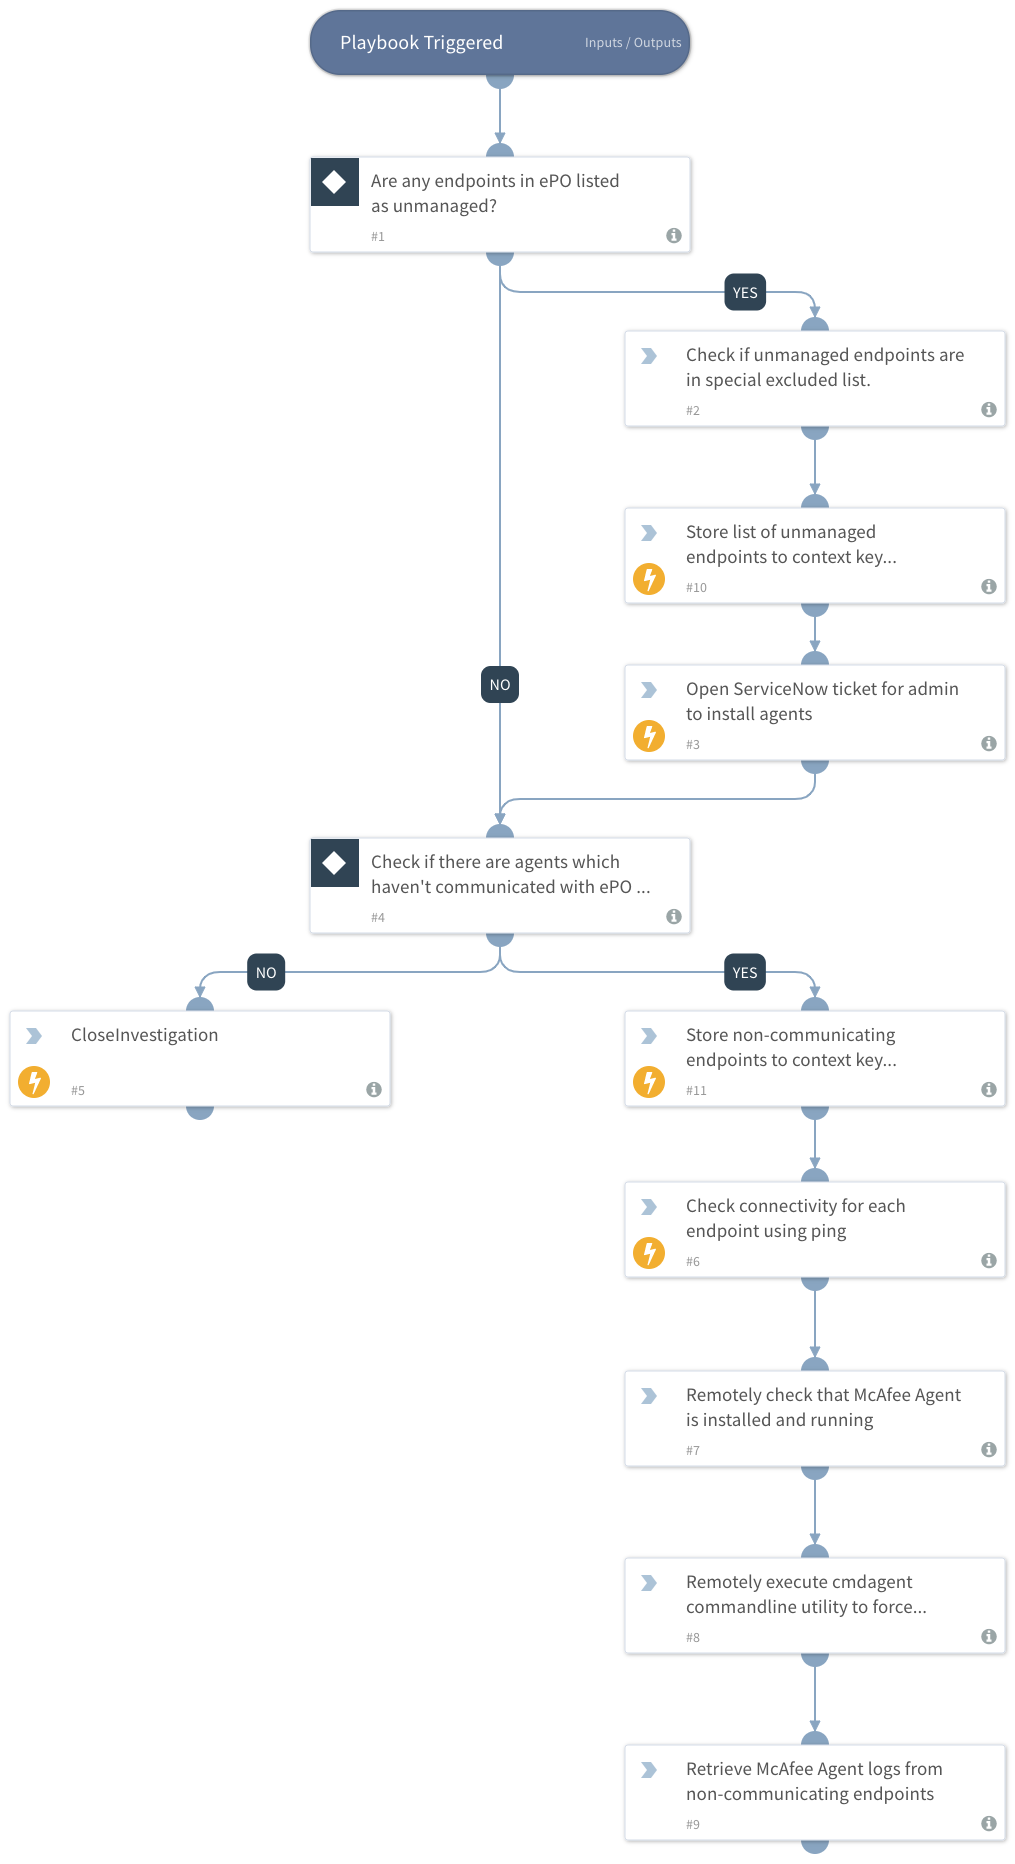 Playbook Triggered
Inputs / Outputs
Are any endpoints in ePO listed
as unmanaged?
#1
YES
Check if unmanaged endpoints are
in special excluded list.
#2
Store list of unmanaged
endpoints to context key...
#10
NO
Open ServiceNow ticket for admin
to install agents
#3
Check if there are agents which
haven't communicated with ePO ...
#4
NO
YES
CloseInvestigation
#5
Store non-communicating
endpoints to context key...
#11
Check connectivity for each
endpoint using ping
#6
Remotely check that McAfee Agent
is installed and running
#7
Remotely execute cmdagent
commandline utility to force...
#8
Retrieve McAfee Agent logs from
non-communicating endpoints
#9